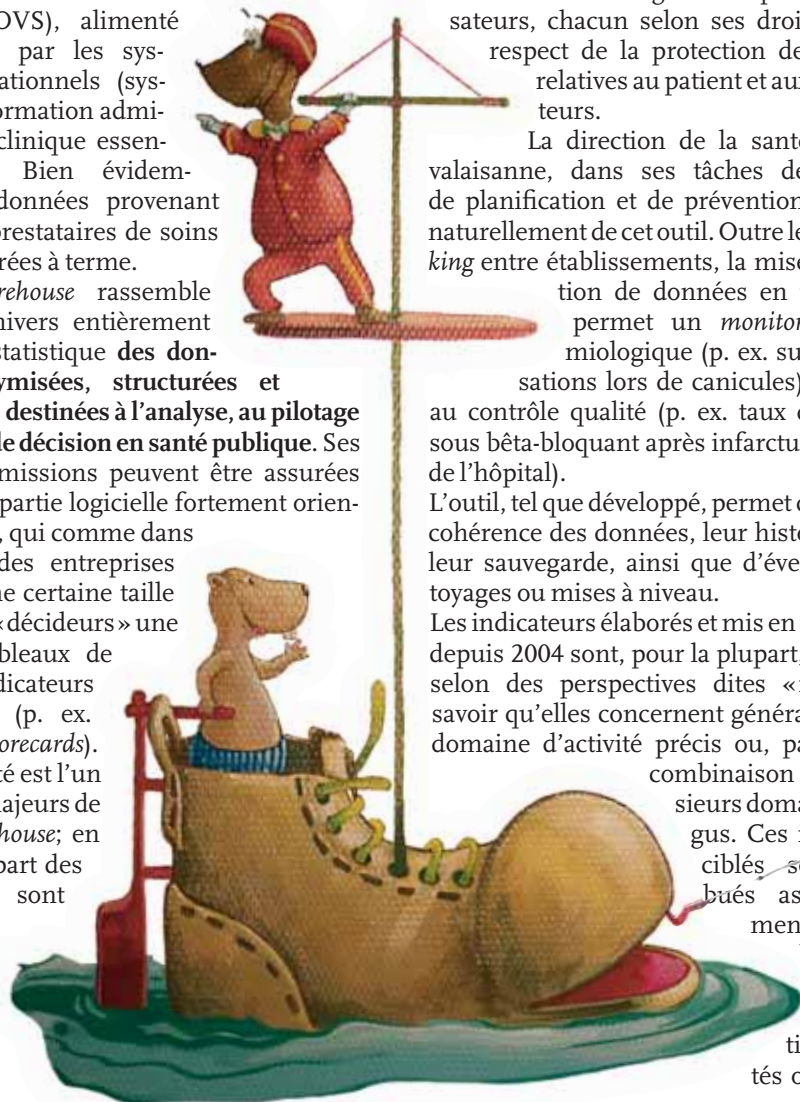 OVS), alimenté
par les sys-
ationnels (sys-
ormation admi-
clinique essen-
Bien évidem-
données provenant
prestataires de soins
rées à terme.
rehouse rassemble
nivers entièrement
statistique des don-
ymisées, structurées et
destinées à l'analyse, au pilotage
le décision en santé publique. Ses
missions peuvent être assurées
partie logicielle fortement orien-
, qui comme dans
des entreprises
ne certaine taille
«décideurs» une
bleaux de
dicateurs
(p. ex.
orecards).
té est l'un
majeurs de
house; en
part des
sont
sateurs, chacun selon ses droi
respect de la protection de
relatives au patient et aux
teurs.
La direction de la santé
valaisanne, dans ses tâches de
de planification et de prévention
naturellement de cet outil. Outre le
king entre établissements, la mise
tion de données en
permet un monitor
miologique (p. ex. su
sations lors de canicules)
au contrôle qualité (p. ex. taux d
sous bêta-bloquant après infarctu
de l'hôpital).
L'outil, tel que développé, permet d
cohérence des données, leur histo
leur sauvegarde, ainsi que d'éve
toyages ou mises à niveau.
Les indicateurs élaborés et mis en
depuis 2004 sont, pour la plupart,
selon des perspectives dites «
savoir qu'elles concernent généra
domaine d'activité précis ou, pa
combinaison
sieurs doma
gus. Ces
ciblés so
bués as
men
ti
tés o